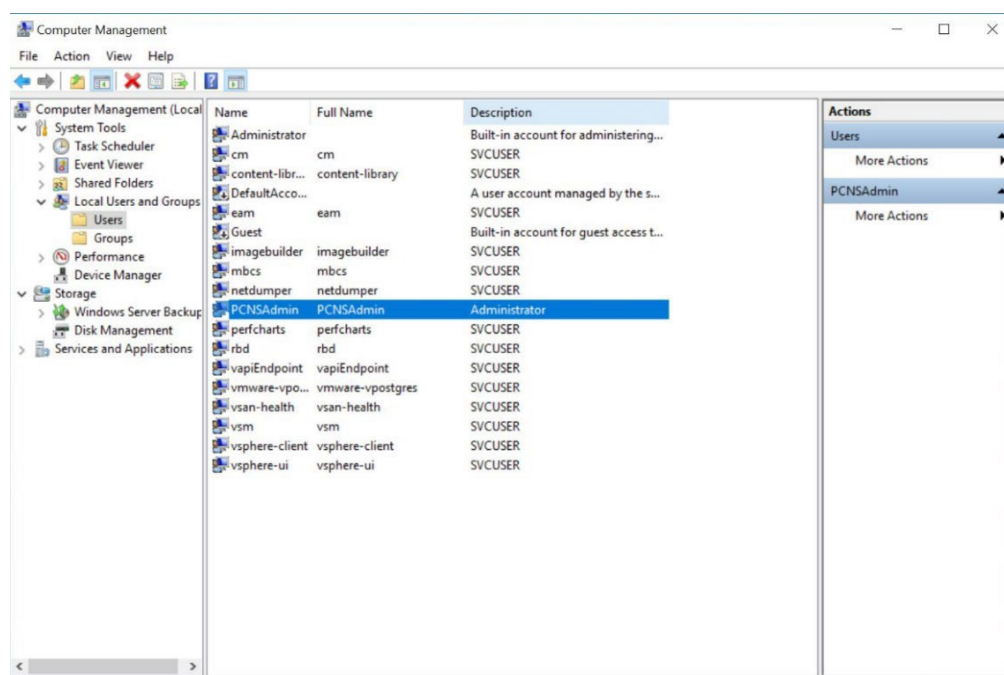 Computer Management
File Action View Help
Computer Management (Local
System Tools
Task Scheduler
Event Viewer
Shared Folders
Local Users and Groups
Users
Groups
Performance
Device Manager
Storage
Windows Server Backup
Disk Management
Services and Applications
Name Full Name Description
Administrator Built-in account for administering...
cm cm SVCUSER
content-libr... content-library SVCUSER
DefaultAcco... A user account managed by the s...
eam eam SVCUSER
Guest Built-in account for guest access t...
imagebuilder imagebuilder SVCUSER
mbcs mbcs SVCUSER
netdumper netdumper SVCUSER
PCNSAdmin PCNSAdmin Administrator
perfcharts perfcharts SVCUSER
rbd rbd SVCUSER
vapiEndpoint vapiEndpoint SVCUSER
vmware-vpo... vmware-vpostgres SVCUSER
vsan-health vsan-health SVCUSER
vsm vsm SVCUSER
vsphere-client vsphere-client SVCUSER
vsphere-ui vsphere-ui SVCUSER
Actions
Users
More Actions
PCNSAdmin
More Actions